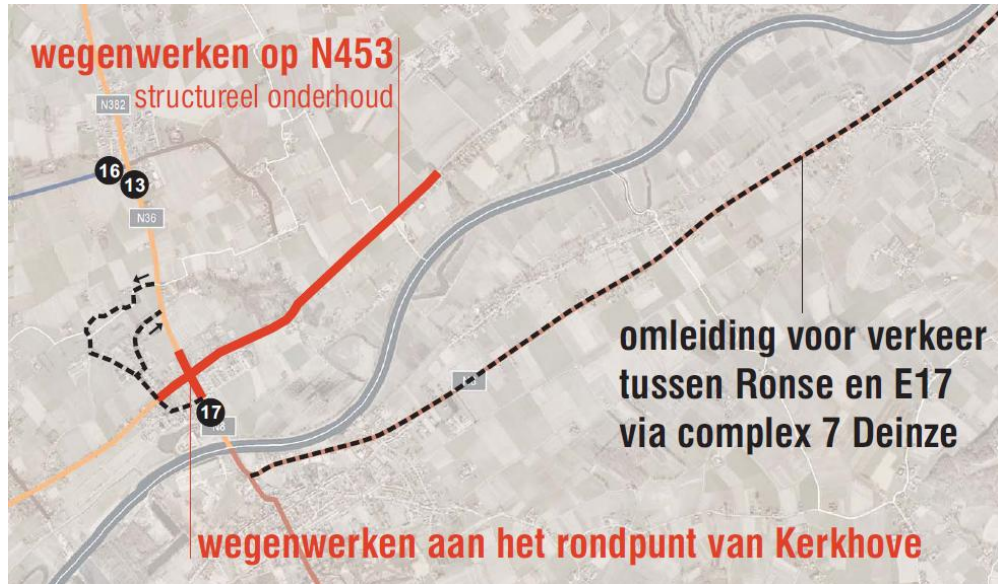 wegenwerken op N453
structureel onderhoud
N382
16
13
N36
17
N8
omleiding voor verkeer
tussen Ronse en E17
via complex 7 Deinze
wegenwerken aan het rondpunt van Kerkhove